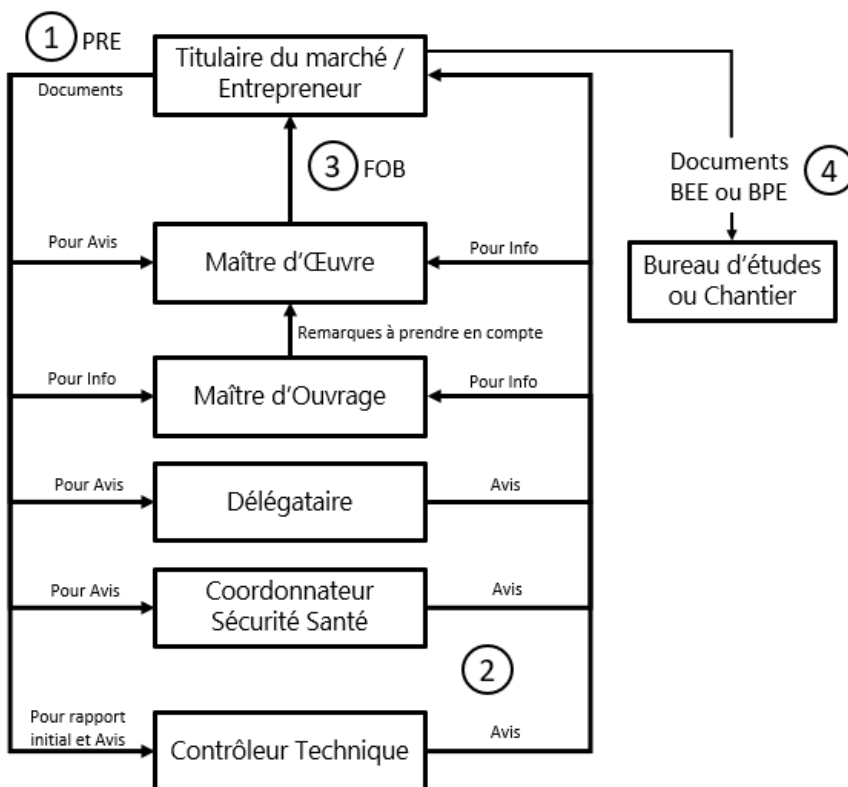 1 PRE
Titulaire du marché /
Entrepreneur
Documents
3 FOB
Documents
BEE ou BPE
4
Pour Avis
Maître d'Œuvre
Pour Info
Bureau d'études
ou Chantier
Remarques à prendre en compte
Pour Info
Maître d'Ouvrage
Pour Info
Pour Avis
Délégataire
Avis
Pour Avis
Coordonnateur
Sécurité Santé
Avis
2
Pour rapport
initial et Avis
Contrôleur Technique
Avis